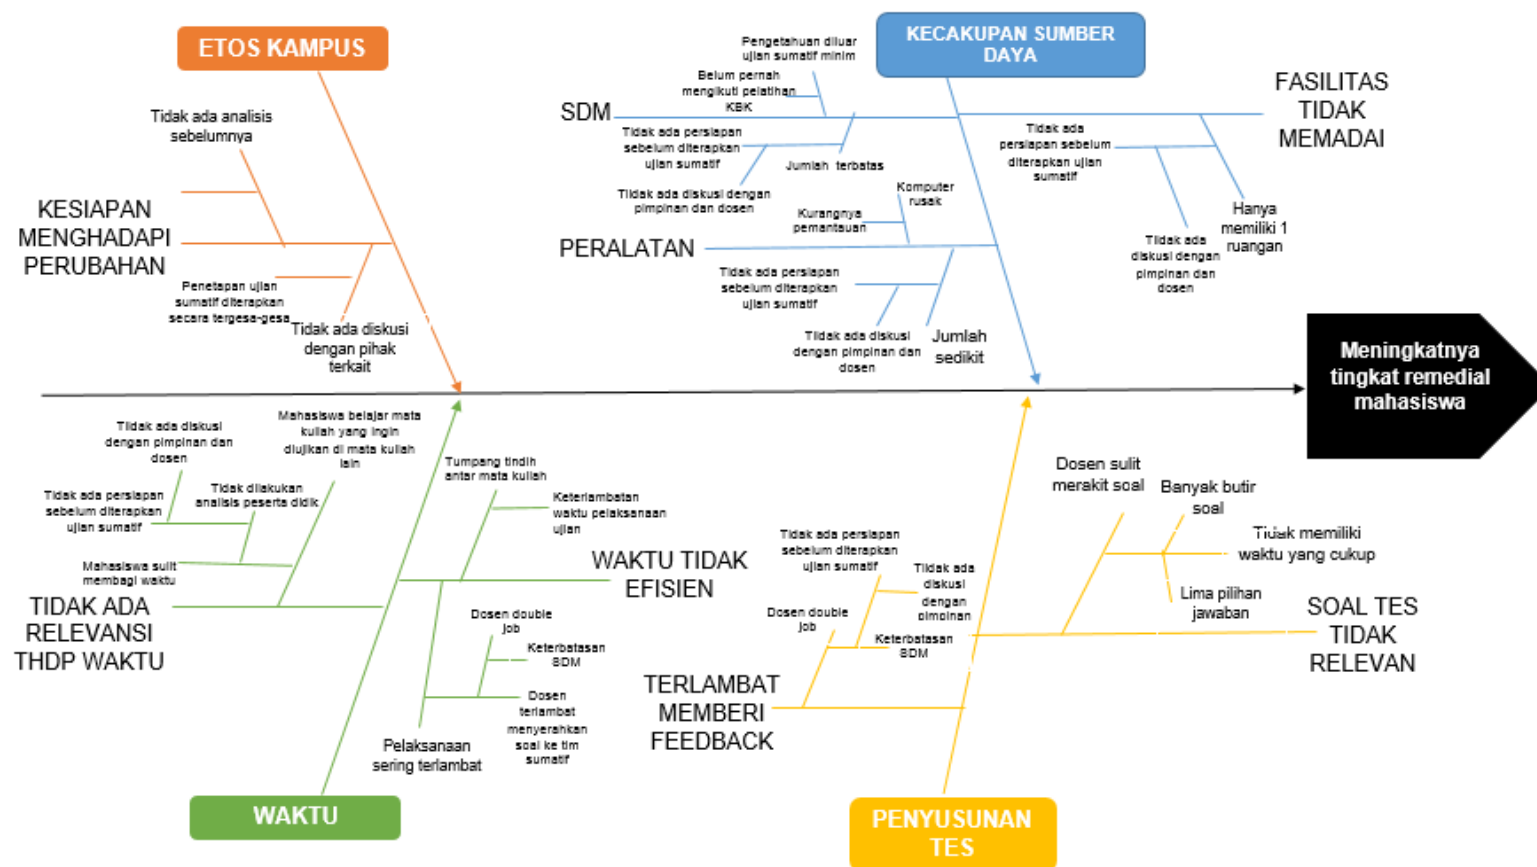 ETOS KAMPUS
Tidak ada analisis
sebelumnya
KESIAPAN
MENGHADAPI
PERUBAHAN
Penetapan ujian
sumatif diterapkan
secara tergesa-gesa
Tidak ada diskusi
dengan pihak
terkait
KECAKUPAN SUMBER
DAYA
Pengetahuan diluar
ujian sumatif minim
Belum pernah
mengikuti pelatihan
KBK
SDM
Tidak ada persiapan
sebelum diterapkan
ujian sumatif
Jumlah terbatas
Tiidak ada diskusi dengan
pimpinan dan dosen
Komputer
rusak
Kurangnya
pemantauan
PERALATAN
Tidak ada persiapan
sebelum diterapkan
ujian sumatif
Tiidak ada diskusi
dengan pimpinan dan
dosen
Jumlah
sedikit
FASILITAS
TIDAK
MEMADAI
Tidak ada
persiapan sebelum
diterapkan ujian
sumatif
Hanya
memiliki 1
ruangan
Tiidak ada
diskusi dengan
pimpinan dan
dosen
Meningkatnya
tingkat remedial
mahasiswa
Mahasiswa belajar mata
kuliah yang ingin
diujikan di mata kuliah
lain
Tiidak ada diskusi
dengan pimpinan dan
dosen
Tidak dilakukan
analisis peserta didik
Tidak ada persiapan
sebelum diterapkan
ujian sumatif
Mahasiswa sulit
membagi waktu
TIDAK ADA
RELEVANSI
THDP WAKTU
Tumpang tindih
antar mata kuliah
Keterlambatan
waktu pelaksanaan
ujian
WAKTU TIDAK
EFISIEN
Dosen double
job
Keterbatasan
SDM
Dosen
terlambat
menyerahkan
soal ke tim
sumatif
Pelaksanaan
sering terlambat
WAKTU
Dosen sulit
merakit soal
Banyak butir
soal
Tidak memiliki
waktu yang cukup
Lima pilihan
jawaban
SOAL TES
TIDAK
RELEVAN
Tidak ada persiapan
sebelum diterapkan
ujian sumatif
Tiidak ada
diskusi
dengan
pimpinan
Dosen double
job
Keterbatasan
SDM
TERLAMBAT
MEMBERI
FEEDBACK
PENYUSUNAN
TES